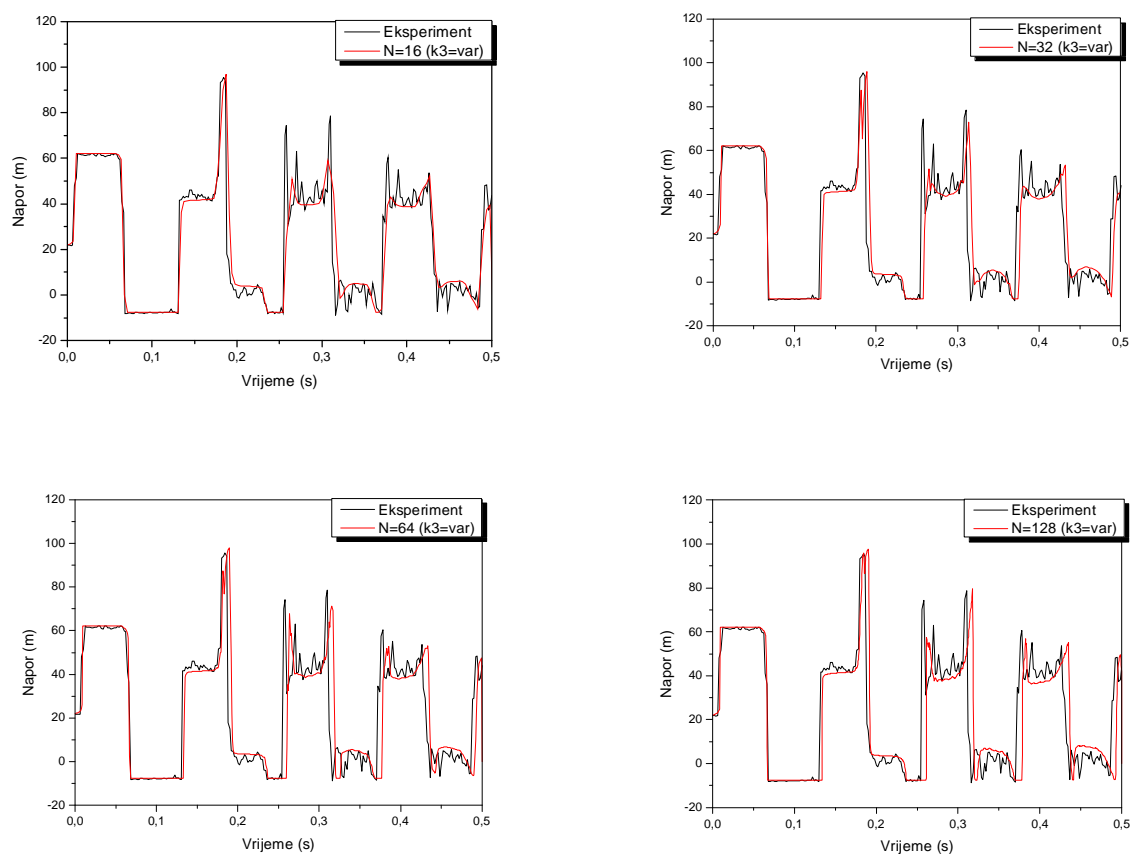 120
100
80
60
40
20
0
-20
Napor (m)
Eksperiment
N=16 (k3=var)
0,0 0,1 0,2 0,3 0,4 0,5
Vrijeme (s)
120
100
80
60
40
20
0
-20
Napor (m)
Eksperiment
N=32 (k3=var)
0,0 0,1 0,2 0,3 0,4 0,5
Vrijeme (s)
120
100
80
60
40
20
0
-20
Napor (m)
Eksperiment
N=64 (k3=var)
0,0 0,1 0,2 0,3 0,4 0,5
Vrijeme (s)
120
100
80
60
40
20
0
-20
Napor (m)
Eksperiment
N=128 (k3=var)
0,0 0,1 0,2 0,3 0,4 0,5
Vrijeme (s)